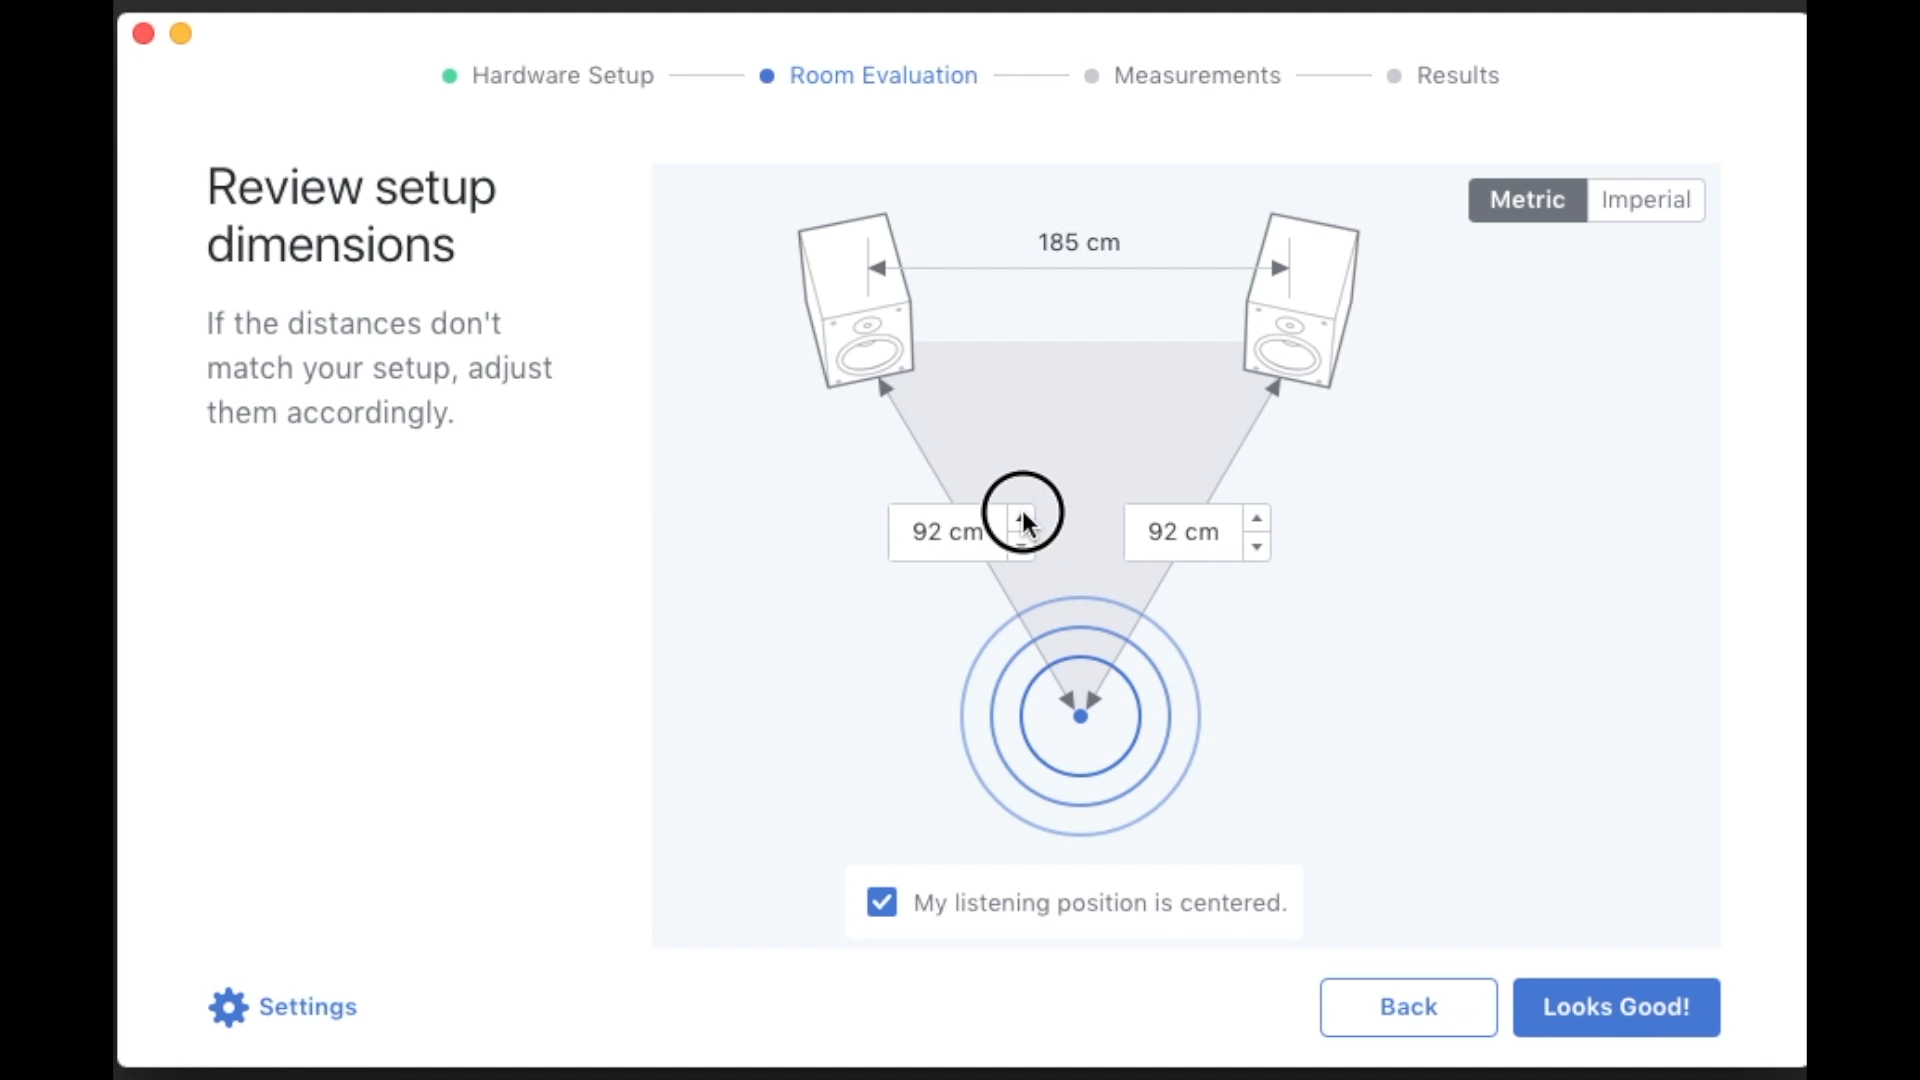 Hardware Setup Room Evaluation Measurements Results
Review setup
dimensions
If the distances don't
match your setup, adjust
them accordingly.
Metric Imperial
185 cm
92 cm 92 cm
My listening position is centered.
Settings Back Looks Good!